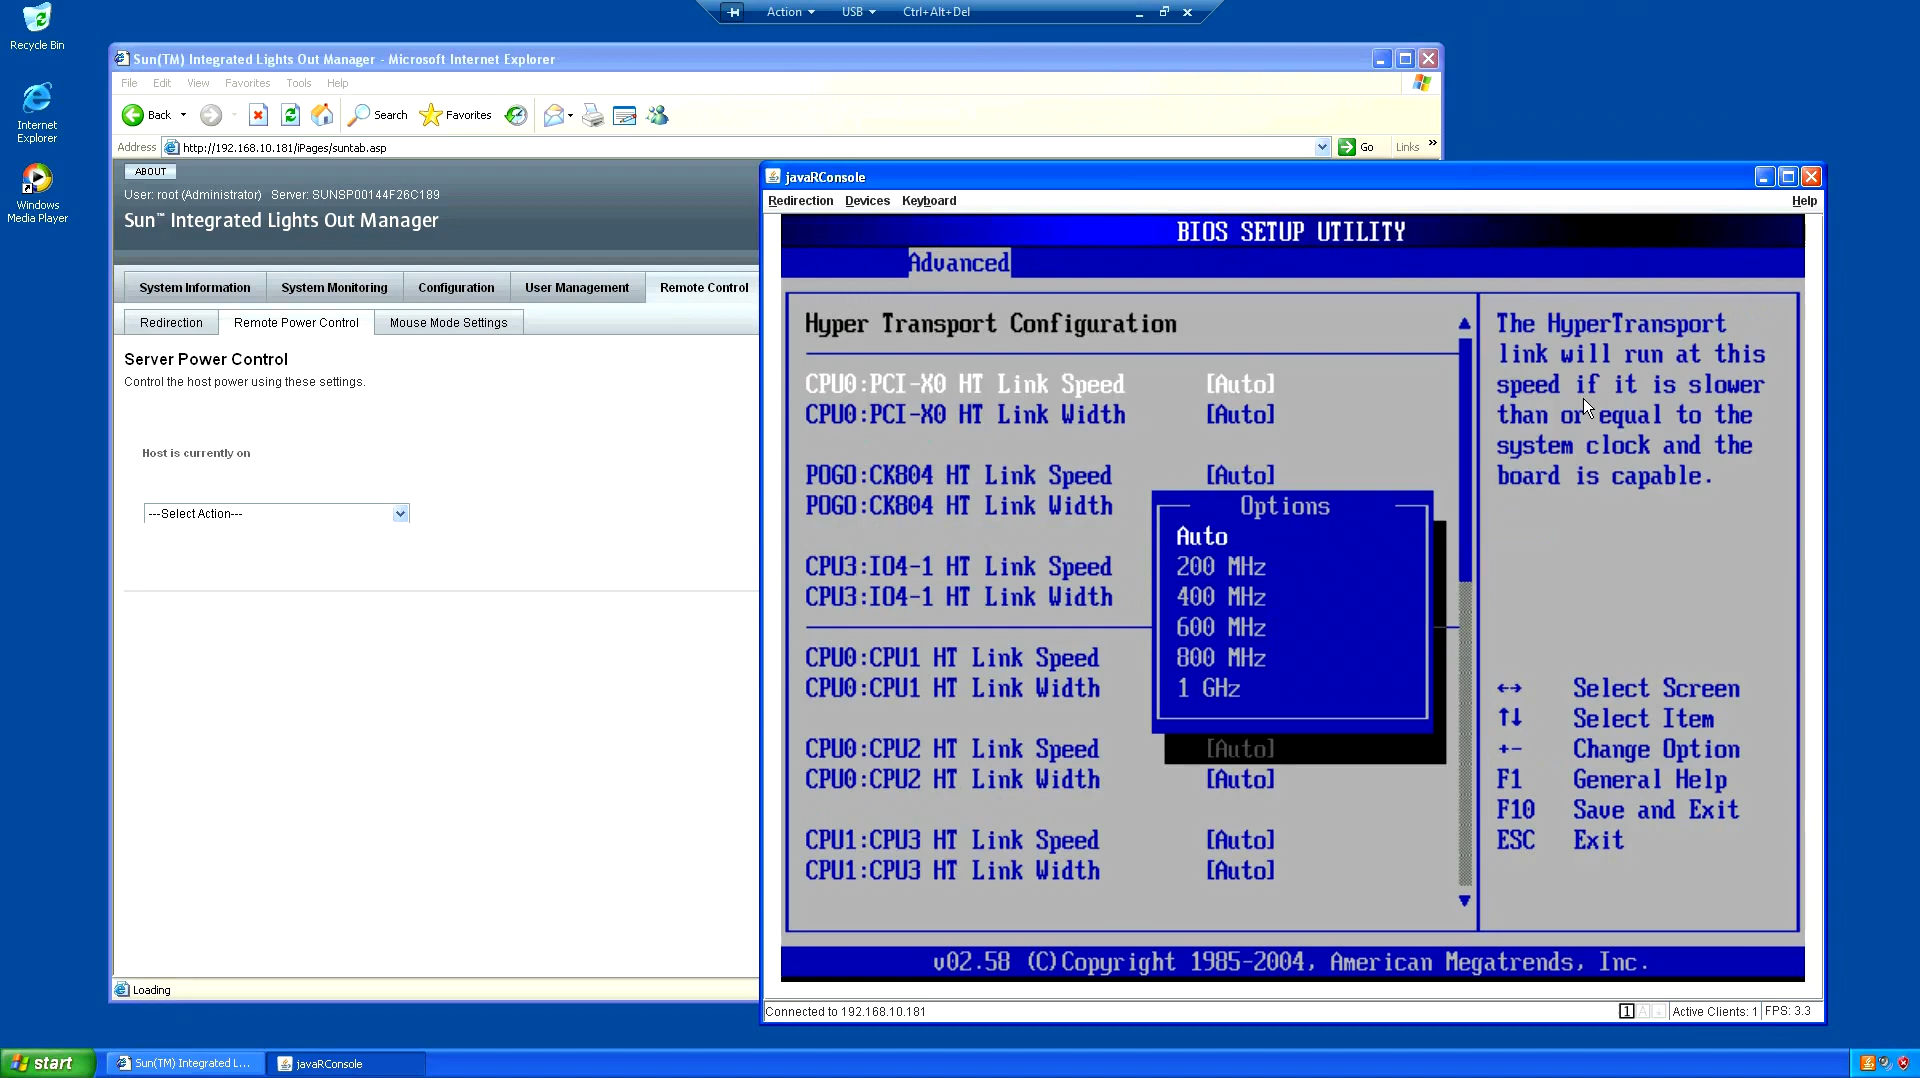 Action USB Ctrl+Alt+Del
Recycle Bin
Internet
Explorer
Windows
Media Player
Sun(TM) Integrated Lights Out Manager - Microsoft Internet Explorer
File Edit View Favorites Tools Help
Back Search Favorites
Address http://192.168.10.181/iPages/suntab.asp Go Links »
ABOUT
User: root (Administrator) Server: SUNSP00144F26C189
Sun™ Integrated Lights Out Manager
System Information System Monitoring Configuration User Management Remote Control
Redirection Remote Power Control Mouse Mode Settings
Server Power Control
Control the host power using these settings.
Host is currently on
---Select Action---
Loading
javaRConsole
Redirection Devices Keyboard Help
BIOS SETUP UTILITY
Advanced
Hyper Transport Configuration
CPU0:PCI-X0 HT Link Speed [Auto]
CPU0:PCI-X0 HT Link Width [Auto]
POGO:CK804 HT Link Speed [Auto]
POGO:CK804 HT Link Width
CPU3:IO4-1 HT Link Speed
CPU3:IO4-1 HT Link Width
CPU0:CPU1 HT Link Speed
CPU0:CPU1 HT Link Width
CPU0:CPU2 HT Link Speed [Auto]
CPU0:CPU2 HT Link Width [Auto]
CPU1:CPU3 HT Link Speed [Auto]
CPU1:CPU3 HT Link Width [Auto]
Options
Auto
200 MHz
400 MHz
600 MHz
800 MHz
1 GHz
The HyperTransport
link will run at this
speed if it is slower
than or equal to the
system clock and the
board is capable.
↔ Select Screen
↑↓ Select Item
+- Change Option
F1 General Help
F10 Save and Exit
ESC Exit
v02.58 (C)Copyright 1985-2004, American Megatrends, Inc.
Connected to 192.168.10.181 1 A Active Clients: 1 FPS: 3.3
start Sun(TM) Integrated L... javaRConsole